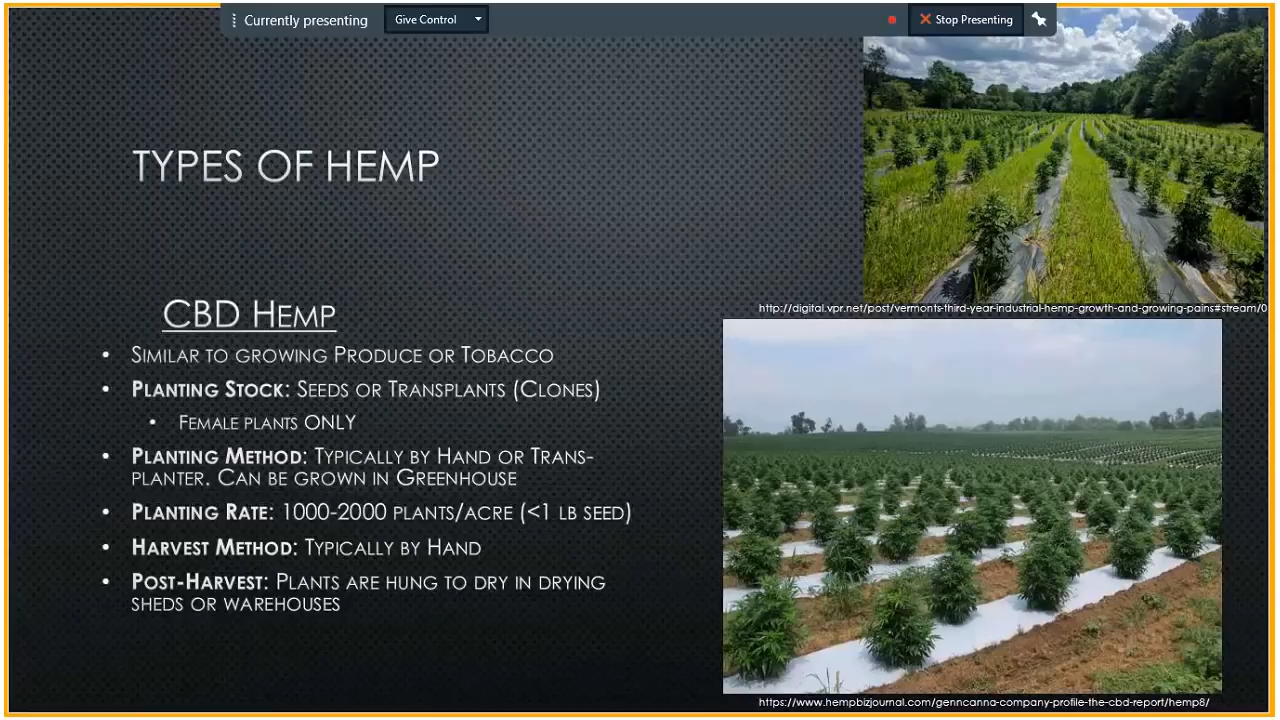 Currently presenting
Give Control
Stop Presenting
TYPES OF HEMP
http://digital.vpr.net/post/vermonts-third-year-industrial-hemp-growth-and-growing-pains#stream/0
CBD HEMP
• SIMILAR TO GROWING PRODUCE OR TOBACCO
• PLANTING STOCK: SEEDS OR TRANSPLANTS (CLONES)
• FEMALE PLANTS ONLY
• PLANTING METHOD: TYPICALLY BY HAND OR TRANS-
PLANTER. CAN BE GROWN IN GREENHOUSE
• PLANTING RATE: 1000-2000 PLANTS/ACRE (<1 LB SEED)
• HARVEST METHOD: TYPICALLY BY HAND
• POST-HARVEST: PLANTS ARE HUNG TO DRY IN DRYING
SHEDS OR WAREHOUSES
https://www.hempbizjournal.com/genncanna-company-profile-the-cbd-report/hemp8/